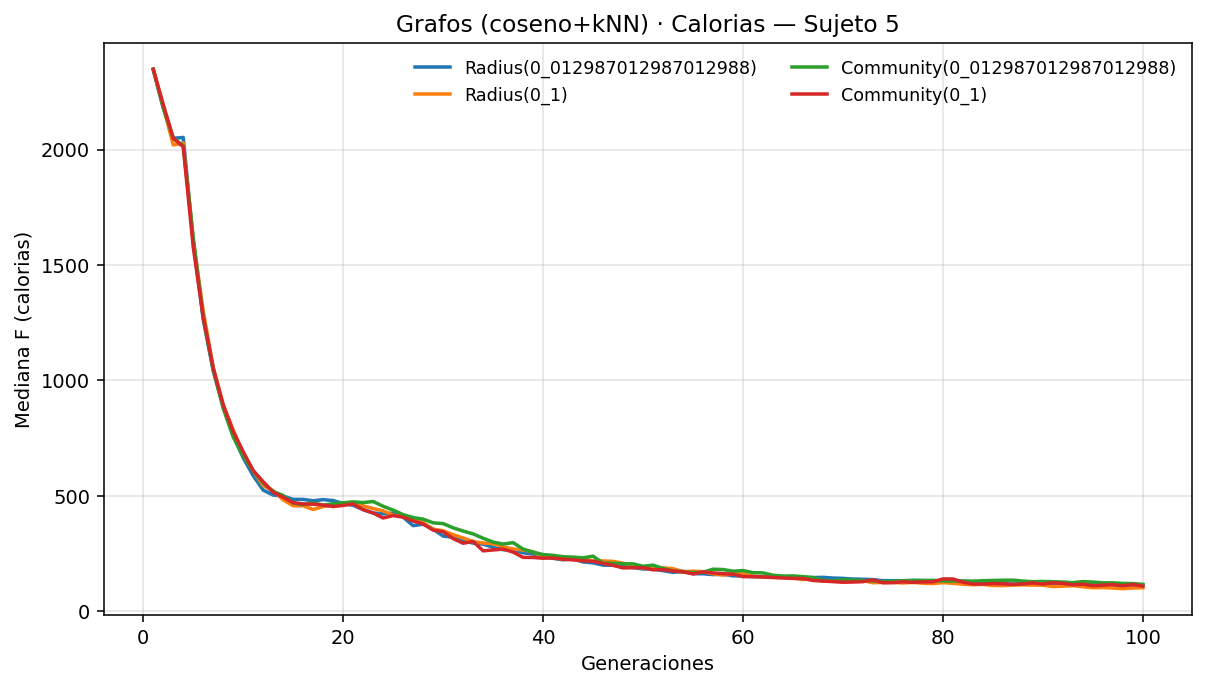 Grafos (coseno+kNN) · Calorias — Sujeto 5
Radius(0_012987012987012988)
Radius(0_1)
Community(0_012987012987012988)
Community(0_1)
Mediana F (calorias)
2000
1500
1000
500
0
0 20 40 60 80 100
Generaciones